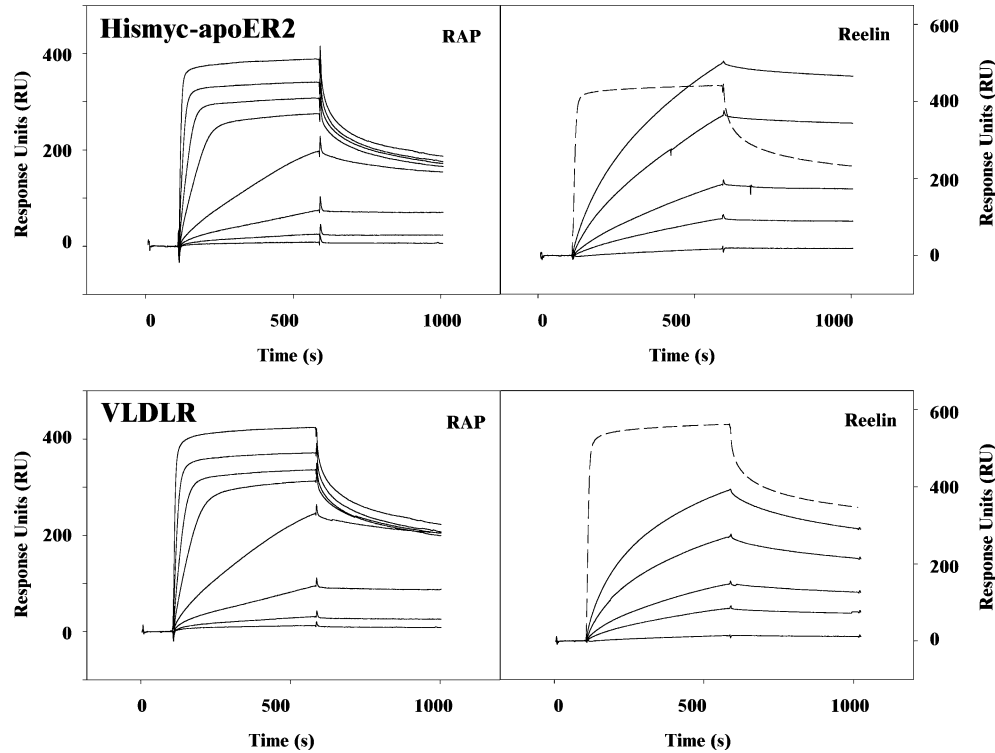 Hismyc-apoER2
RAP
Response Units (RU)
400
200
0
0
500
1000
Time (s)
Reelin
600
400
200
0
Response Units (RU)
0
500
1000
Time (s)
VLDLR
RAP
Response Units (RU)
400
200
0
0
500
1000
Time (s)
Reelin
600
400
200
0
Response Units (RU)
0
500
1000
Time (s)